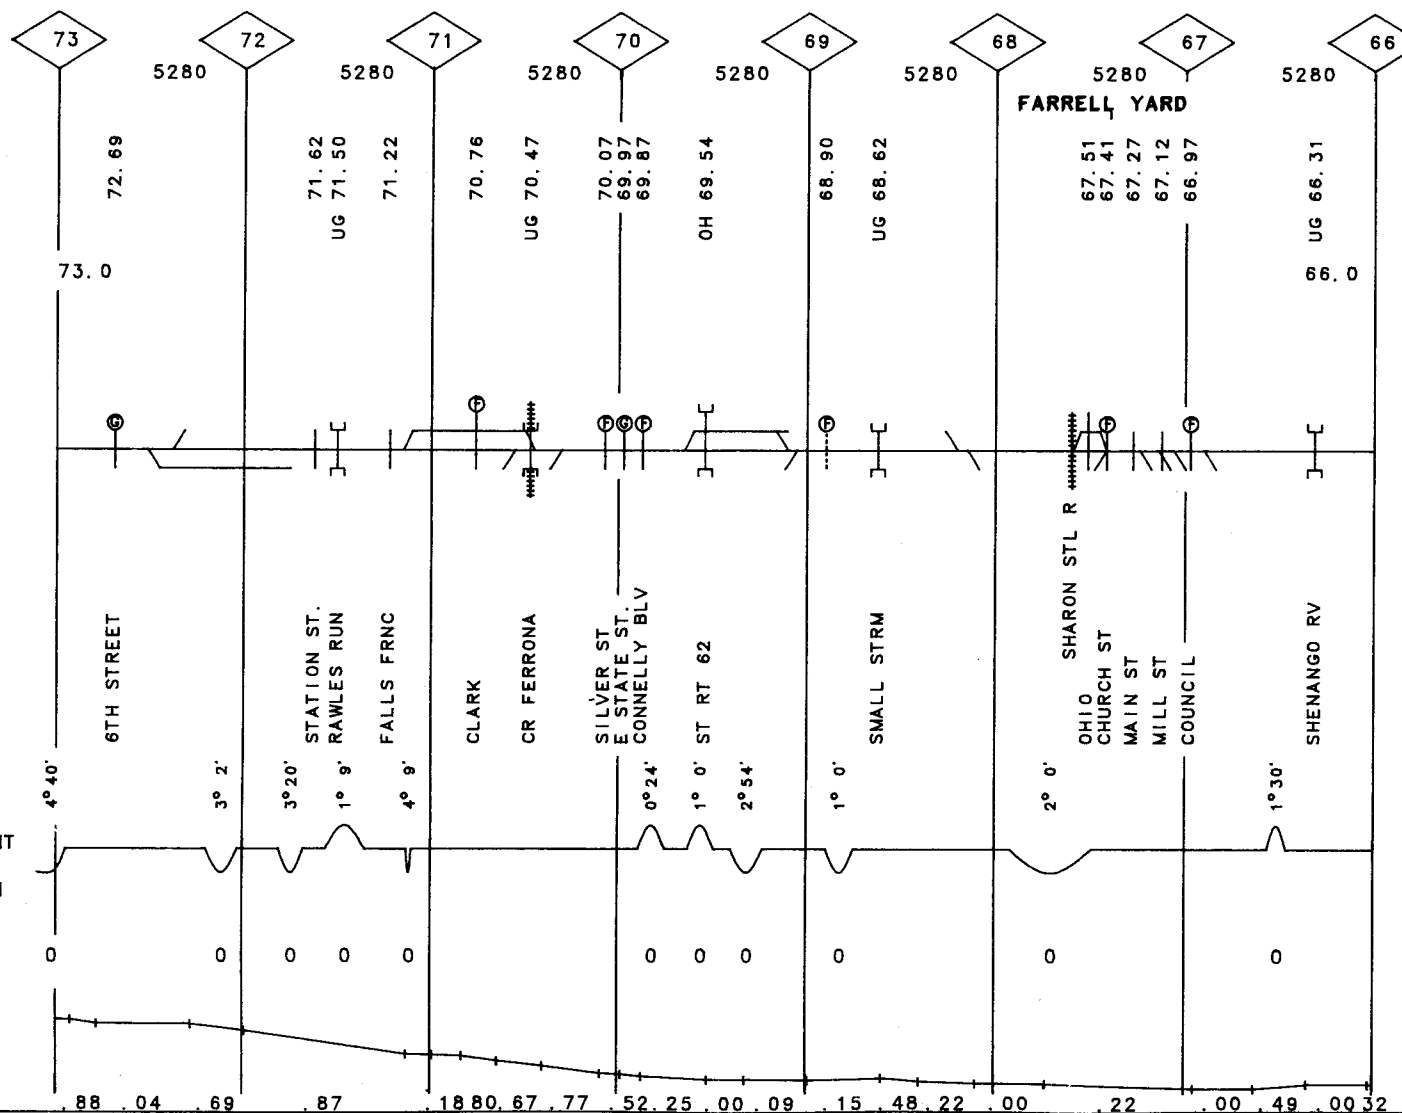 73 72 71 70 69 68 67 66
5280 5280 5280 5280 5280 5280 5280
FARRELL YARD
72.69
71.62
UG 71.50
71.22
70.76
UG 70.47
70.07
69.97
69.87
OH 69.54
68.90
UG 68.62
67.51
67.41
67.27
67.12
66.97
UG 66.31
73.0 66.0
G F F G F F F F
6TH STREET
STATION ST.
RAWLES RUN
FALLS FRNC
CLARK
CR FERRONA
SILVER ST
E STATE ST.
CONNELLY BLV
ST RT 62
SMALL STRM
SHARON STL R
OHIO
CHURCH ST
MAIN ST
MILL ST
COUNCIL
SHENANGO RV
4°40' 3° 2' 3°20' 1° 9' 4° 9' 0°24' 1° 0' 2°54' 1° 0' 2° 0' 1°30'
0 0 0 0 0 0 0 0 0 0 0
.88 .04 .69 .87 .18 80.67 .77 .52.25 .00 .09 .15 .48.22 .00 .22 .00 .49 .00 32